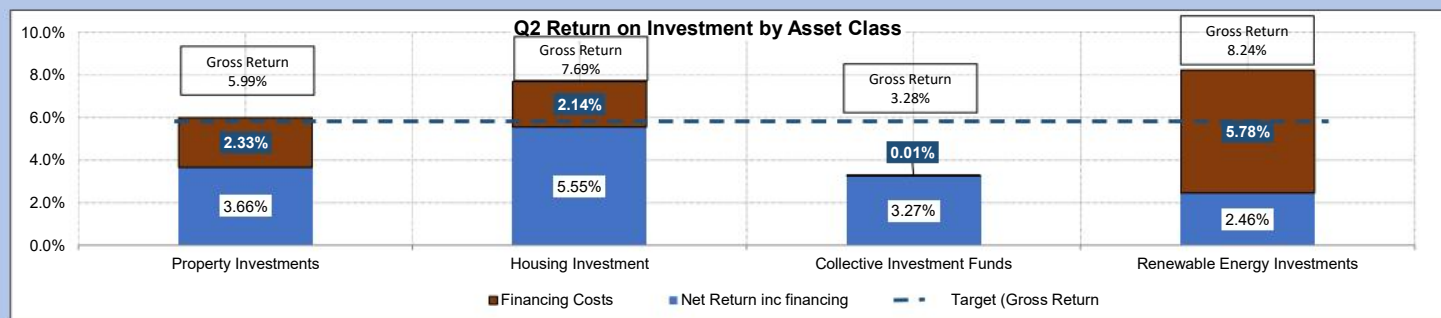 Q2 Return on Investment by Asset Class
10.0%
8.0%
6.0%
4.0%
2.0%
0.0%
Gross Return
5.99%
2.33%
3.66%
Gross Return
7.69%
2.14%
5.55%
Gross Return
3.28%
0.01%
3.27%
Gross Return
8.24%
5.78%
2.46%
Property Investments
Housing Investment
Collective Investment Funds
Renewable Energy Investments
Financing Costs
Net Return inc financing
Target (Gross Return